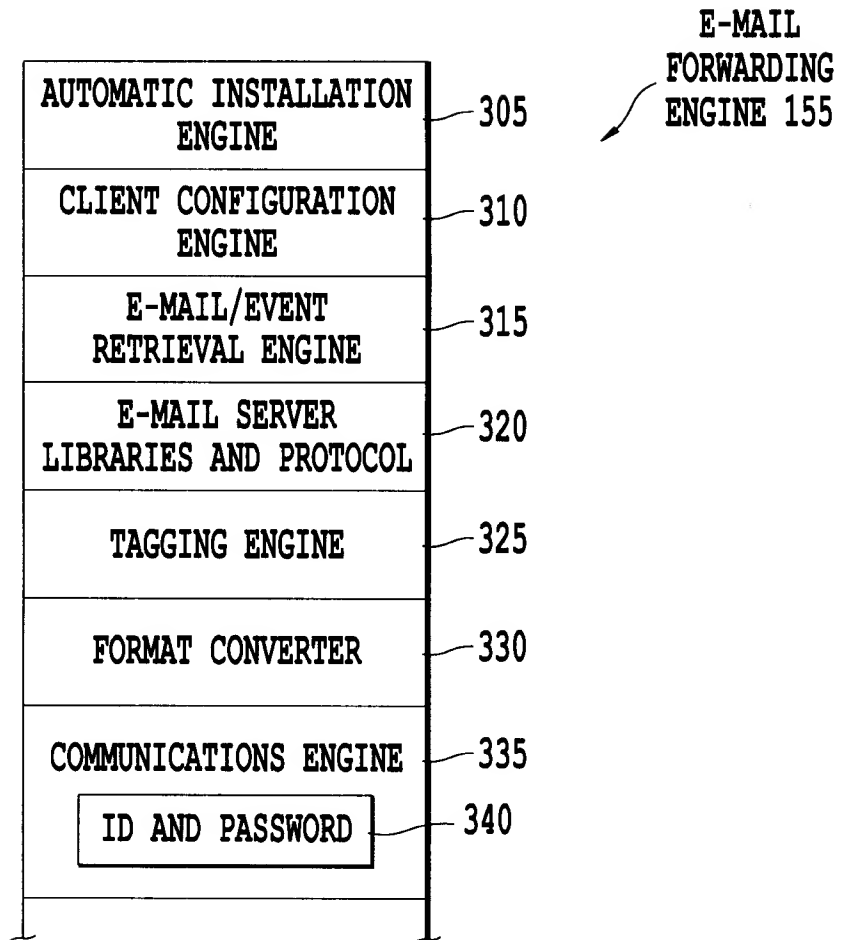 E-MAIL
FORWARDING
ENGINE 155
AUTOMATIC INSTALLATION
ENGINE
305
CLIENT CONFIGURATION
ENGINE
310
E-MAIL/EVENT
RETRIEVAL ENGINE
315
E-MAIL SERVER
LIBRARIES AND PROTOCOL
320
TAGGING ENGINE
325
FORMAT CONVERTER
330
COMMUNICATIONS ENGINE
335
ID AND PASSWORD
340